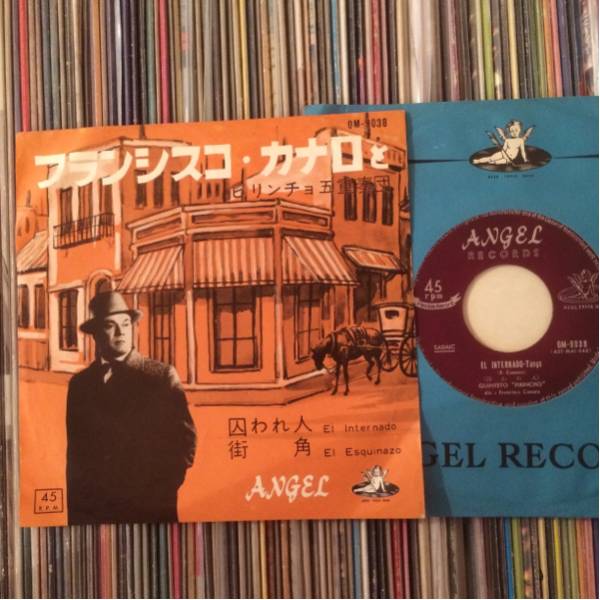 OM-9038
フランシスコ・カナロと
ピリンチョ五重奏団
囚われ人 El Internado
街角 El Esquinazo
ANGEL
45
R.P.M.
ANGEL
RECORDS
45
rpm
OM-9038
EL INTERNADO-Tango
QUINTETO "PIRINCHO"
GEL RECO